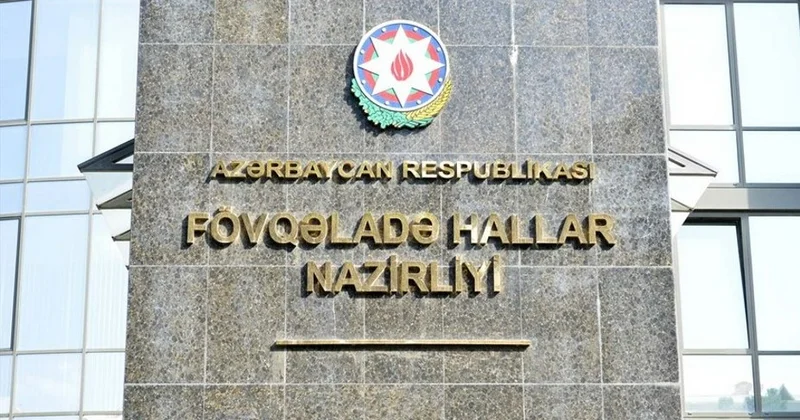 AZƏRBAYCAN RESPUBLİKASI
FÖVQƏLADƏ HALLAR
NAZİRLİYİ